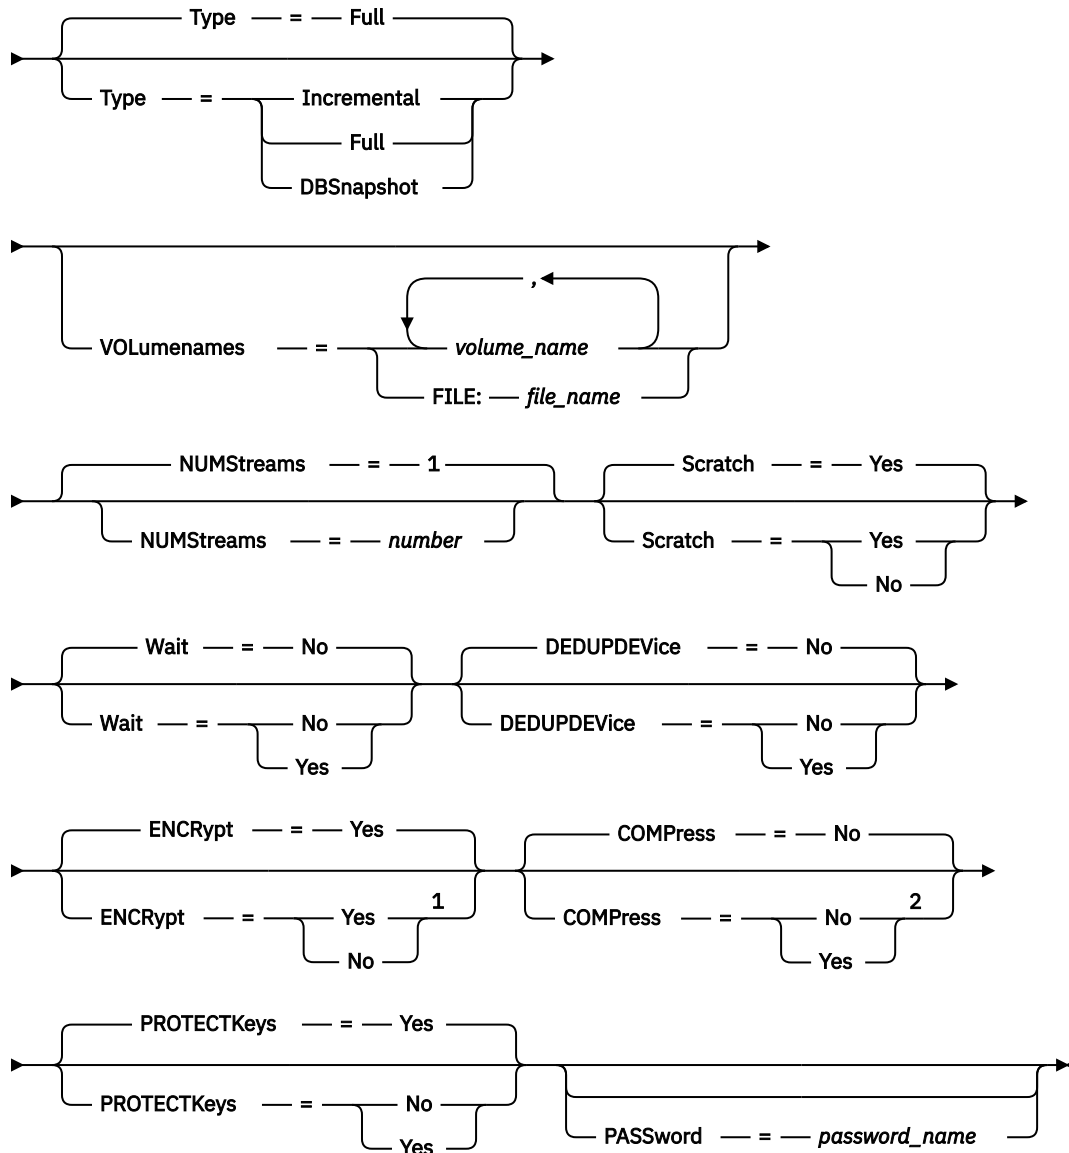 Type = Full
Type = Incremental
Full
DBSnapshot
,
VOLumenames = volume_name
FILE: file_name
NUMStreams = 1 Scratch = Yes
NUMStreams = number Scratch = Yes
No
Wait = No DEDUPDEVice = No
Wait = No DEDUPDEVice = No
Yes Yes
ENCRypt = Yes COMPress = No
ENCRypt = Yes 1 COMPress = No 2
No Yes
PROTECTKeys = Yes
PROTECTKeys = No
Yes PASSword = password_name